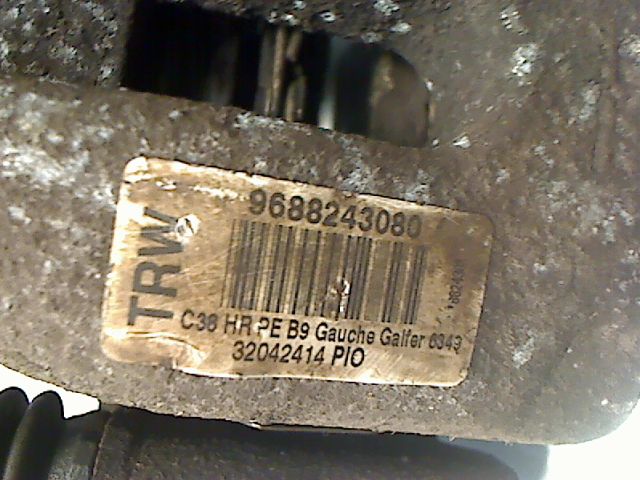 TRW
9688243080
C38 HR PE B9 Gauche Galfer 6343
32042414 PIO